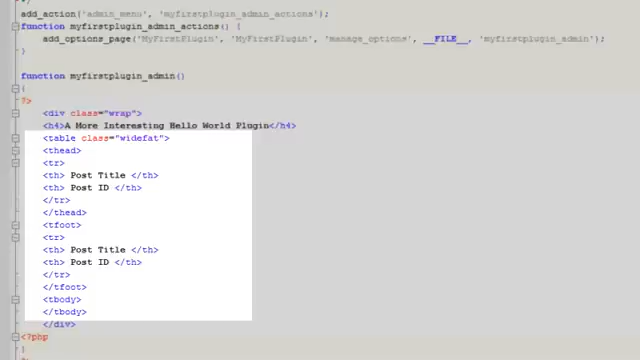 */
add_action('admin_menu', 'myfirstplugin_admin_actions');
function myfirstplugin_admin_actions() {
add_options_page('MyFirstPlugin', 'MyFirstPlugin', 'manage_options', __FILE__, 'myfirstplugin_admin');
}
function myfirstplugin_admin()
{
?>
<div class="wrap">
<h4>A More Interesting Hello World Plugin</h4>
<table class="widefat">
<thead>
<tr>
<th> Post Title </th>
<th> Post ID </th>
</tr>
</thead>
<tfoot>
<tr>
<th> Post Title </th>
<th> Post ID </th>
</tr>
</tfoot>
<tbody>
</tbody>
</div>
<?php
}